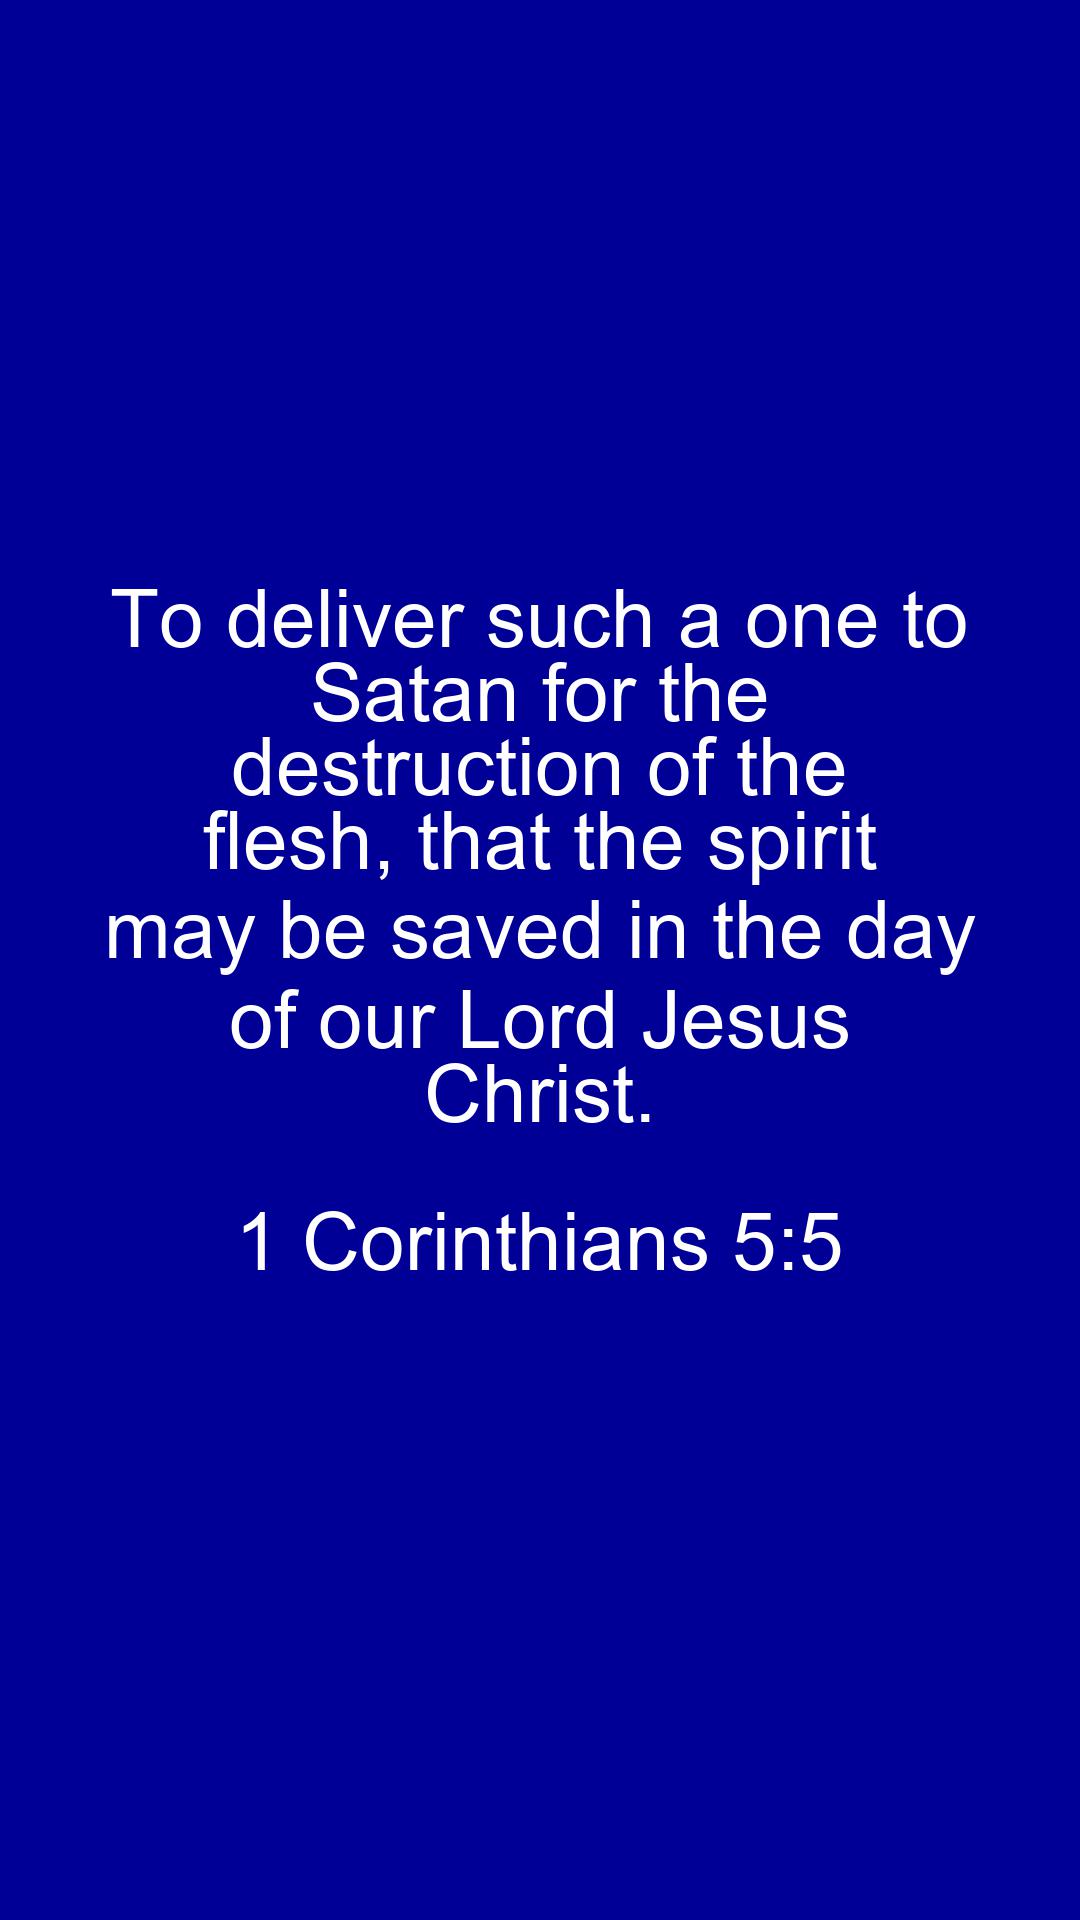 To deliver such a one to
Satan for the
destruction of the
flesh, that the spirit
may be saved in the day
of our Lord Jesus
Christ.
1 Corinthians 5:5